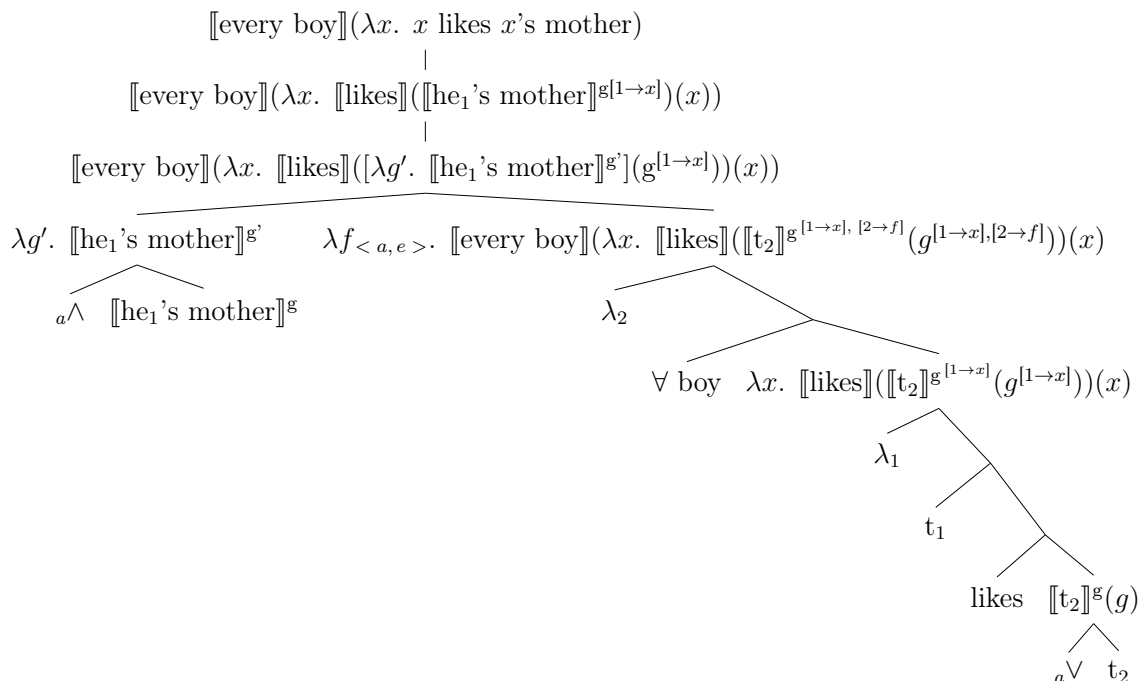 ⟦every boy⟧(λx. x likes x's mother)
⟦every boy⟧(λx. ⟦likes⟧(⟦he₁'s mother⟧^{g[1→x]})(x))
⟦every boy⟧(λx. ⟦likes⟧([λg′. ⟦he₁'s mother⟧^{g'}](g^{[1→x]}))(x))
λg′. ⟦he₁'s mother⟧^{g'} λf_{<a,e>}. ⟦every boy⟧(λx. ⟦likes⟧(⟦t₂⟧^{g^{[1→x], [2→f]}}(g^{[1→x],[2→f]}))(x)
ₐ∧ ⟦he₁'s mother⟧^g λ₂
∀ boy λx. ⟦likes⟧(⟦t₂⟧^{g^{[1→x]}}(g^{[1→x]}))(x)
λ₁
t₁
likes ⟦t₂⟧^g(g)
ₐ∨ t₂